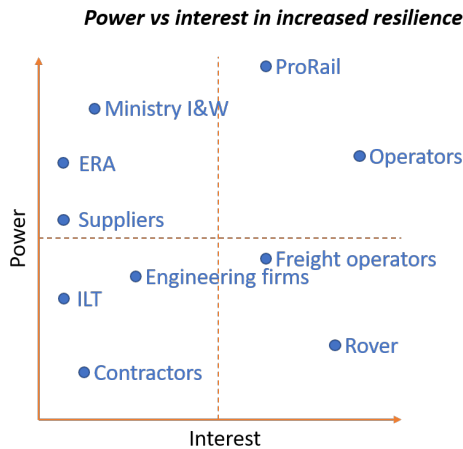 Power vs interest in increased resilience
ProRail
Ministry I&W
Operators
ERA
Suppliers
Power
Freight operators
Engineering firms
ILT
Rover
Contractors
Interest